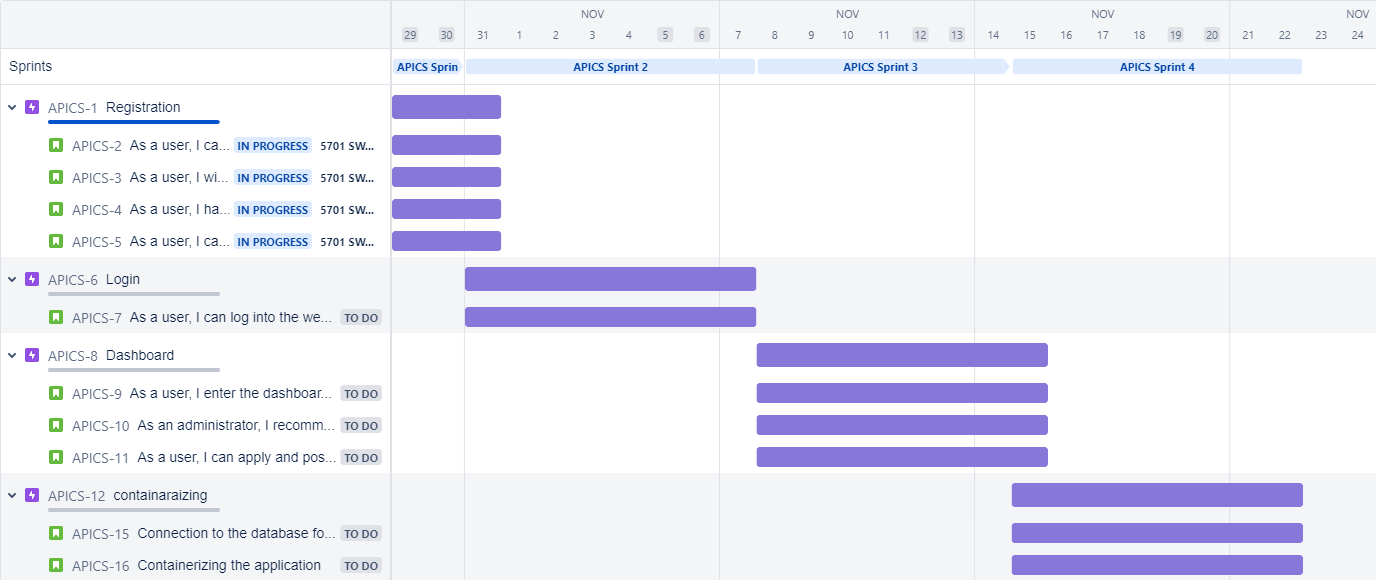 NOV NOV NOV NOV
29 30 31 1 2 3 4 5 6 7 8 9 10 11 12 13 14 15 16 17 18 19 20 21 22 23 24
Sprints APICS Sprin APICS Sprint 2 APICS Sprint 3 APICS Sprint 4
APICS-1 Registration
APICS-2 As a user, I ca... IN PROGRESS 5701 SW...
APICS-3 As a user, I wi... IN PROGRESS 5701 SW...
APICS-4 As a user, I ha... IN PROGRESS 5701 SW...
APICS-5 As a user, I ca... IN PROGRESS 5701 SW...
APICS-6 Login
APICS-7 As a user, I can log into the we... TO DO
APICS-8 Dashboard
APICS-9 As a user, I enter the dashboar... TO DO
APICS-10 As an administrator, I recomm... TO DO
APICS-11 As a user, I can apply and pos... TO DO
APICS-12 containaraizing
APICS-15 Connection to the database fo... TO DO
APICS-16 Containerizing the application TO DO